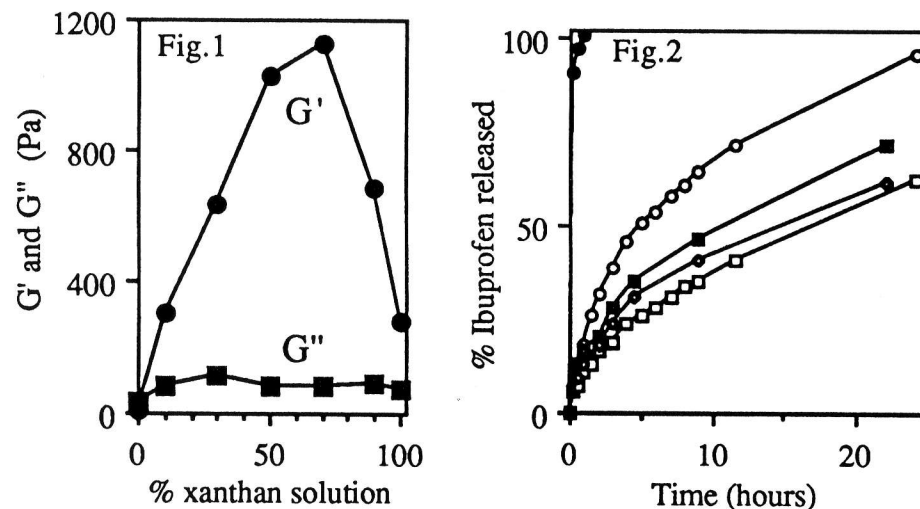 Fig.1
G' and G" (Pa)
1200
800
400
0
G'
G"
0
50
100
% xanthan solution
Fig.2
% Ibuprofen released
100
50
0
0
10
20
Time (hours)